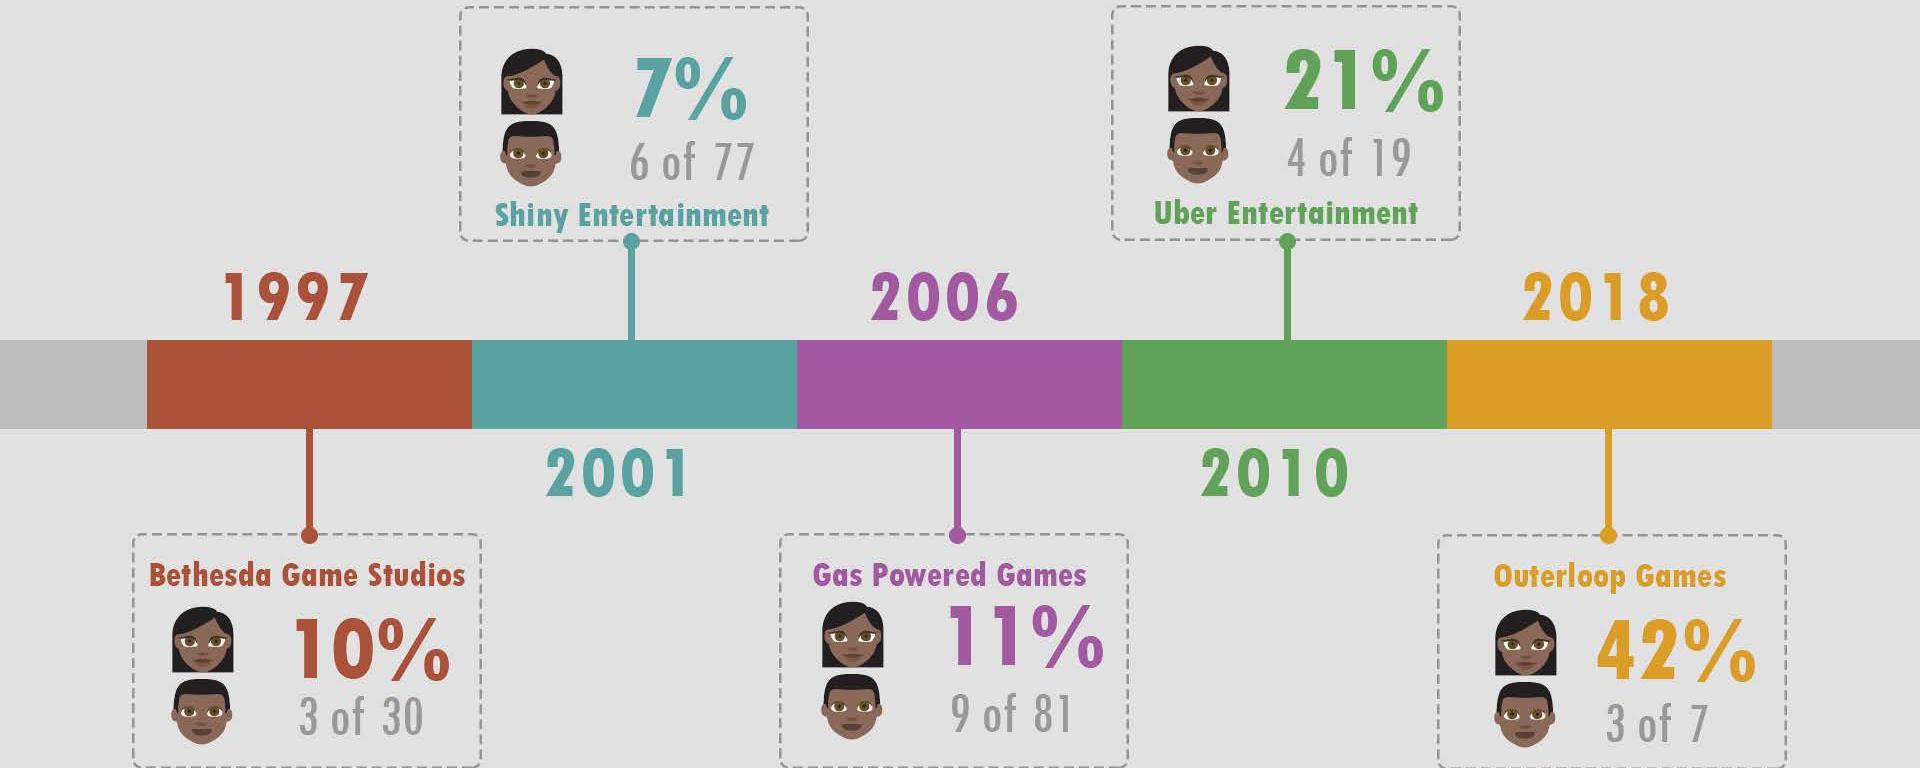 7%
6 of 77
Shiny Entertainment
21%
4 of 19
Uber Entertainment
1997
2006
2018
2001
2010
Bethesda Game Studios
10%
3 of 30
Gas Powered Games
11%
9 of 81
Outerloop Games
42%
3 of 7